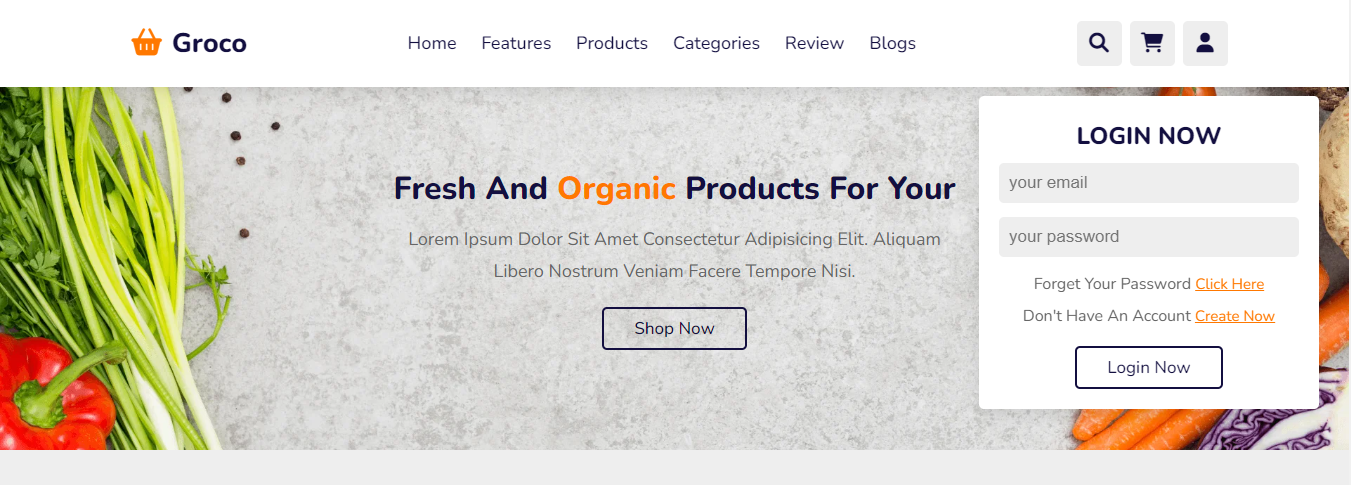 Groco
Home Features Products Categories Review Blogs
Fresh And Organic Products For Your
Lorem Ipsum Dolor Sit Amet Consectetur Adipisicing Elit. Aliquam
Libero Nostrum Veniam Facere Tempore Nisi.
Shop Now
LOGIN NOW
your email
your password
Forget Your Password Click Here
Don't Have An Account Create Now
Login Now